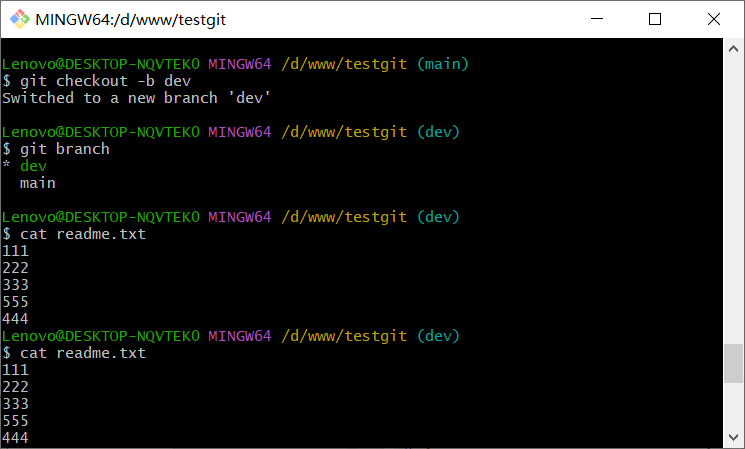 MINGW64:/d/www/testgit
Lenovo@DESKTOP-NQVTEKO MINGW64 /d/www/testgit (main)
$ git checkout -b dev
Switched to a new branch 'dev'
Lenovo@DESKTOP-NQVTEKO MINGW64 /d/www/testgit (dev)
$ git branch
* dev
main
Lenovo@DESKTOP-NQVTEKO MINGW64 /d/www/testgit (dev)
$ cat readme.txt
111
222
333
555
444
Lenovo@DESKTOP-NQVTEKO MINGW64 /d/www/testgit (dev)
$ cat readme.txt
111
222
333
555
444